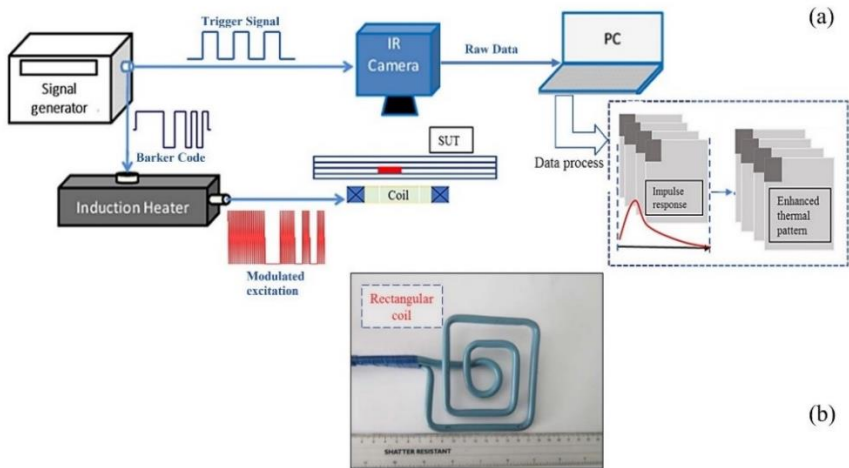 (a)
Trigger Signal
IR
Camera
Raw Data
PC
Signal
generator
Barker Code
SUT
Data process
Induction Heater
Coil
Impulse
response
Enhanced
thermal
pattern
Modulated
excitation
Rectangular
coil
(b)
SHATTER RESISTANT